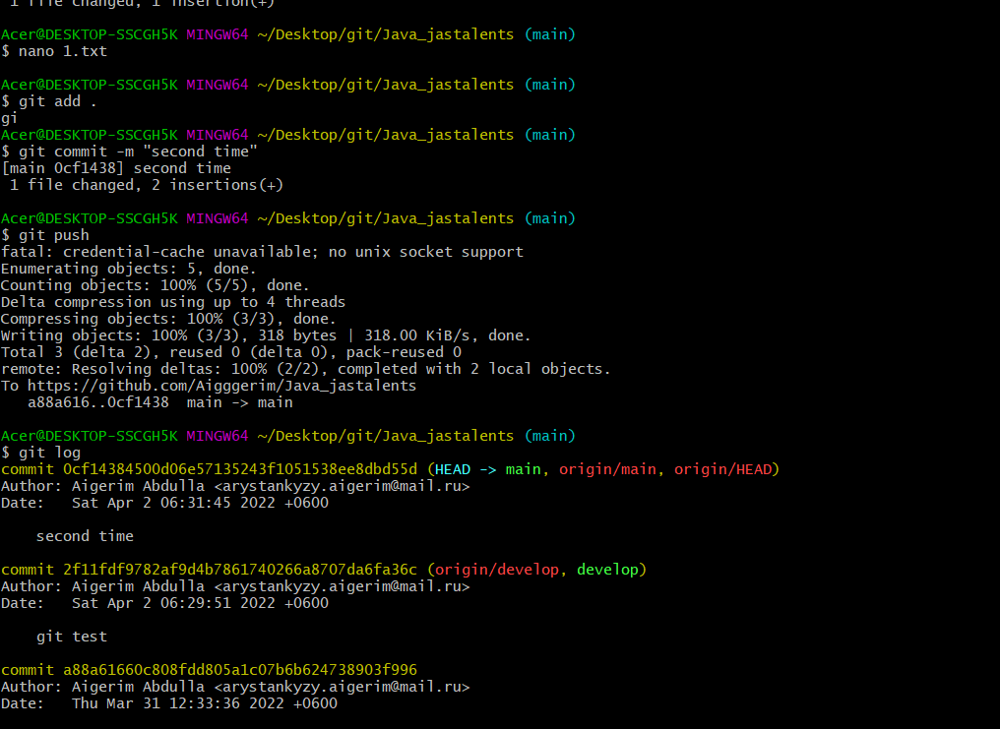 1 file changed, 1 insertion(+)
Acer@DESKTOP-SSCGH5K MINGW64 ~/Desktop/git/Java_jastalents (main)
$ nano 1.txt
Acer@DESKTOP-SSCGH5K MINGW64 ~/Desktop/git/Java_jastalents (main)
$ git add .
gi
Acer@DESKTOP-SSCGH5K MINGW64 ~/Desktop/git/Java_jastalents (main)
$ git commit -m "second time"
[main 0cf1438] second time
1 file changed, 2 insertions(+)
Acer@DESKTOP-SSCGH5K MINGW64 ~/Desktop/git/Java_jastalents (main)
$ git push
fatal: credential-cache unavailable; no unix socket support
Enumerating objects: 5, done.
Counting objects: 100% (5/5), done.
Delta compression using up to 4 threads
Compressing objects: 100% (3/3), done.
Writing objects: 100% (3/3), 318 bytes | 318.00 KiB/s, done.
Total 3 (delta 2), reused 0 (delta 0), pack-reused 0
remote: Resolving deltas: 100% (2/2), completed with 2 local objects.
To https://github.com/Aigggerim/Java_jastalents
a88a616..0cf1438  main -> main
Acer@DESKTOP-SSCGH5K MINGW64 ~/Desktop/git/Java_jastalents (main)
$ git log
commit 0cf14384500d06e57135243f1051538ee8dbd55d (HEAD -> main, origin/main, origin/HEAD)
Author: Aigerim Abdulla <arystankyzy.aigerim@mail.ru>
Date:   Sat Apr 2 06:31:45 2022 +0600
second time
commit 2f11fdf9782af9d4b7861740266a8707da6fa36c (origin/develop, develop)
Author: Aigerim Abdulla <arystankyzy.aigerim@mail.ru>
Date:   Sat Apr 2 06:29:51 2022 +0600
git test
commit a88a61660c808fdd805a1c07b6b624738903f996
Author: Aigerim Abdulla <arystankyzy.aigerim@mail.ru>
Date:   Thu Mar 31 12:33:36 2022 +0600